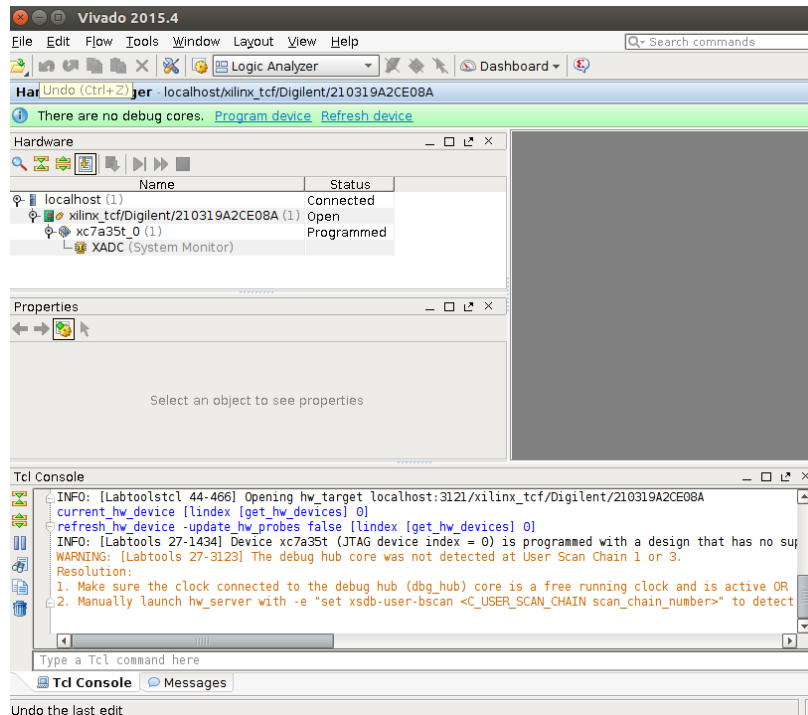 Vivado 2015.4
File Edit Flow Tools Window Layout View Help
Search commands
Logic Analyzer
Dashboard
Har
Undo (Ctrl+Z)
ger - localhost/xilinx_tcf/Digilent/210319A2CE08A
There are no debug cores. Program device Refresh device
Hardware
Name Status
localhost (1) Connected
xilinx_tcf/Digilent/210319A2CE08A (1) Open
xc7a35t_0 (1) Programmed
XADC (System Monitor)
Properties
Select an object to see properties
Tcl Console
INFO: [Labtoolstcl 44-466] Opening hw_target localhost:3121/xilinx_tcf/Digilent/210319A2CE08A
current_hw_device [lindex [get_hw_devices] 0]
refresh_hw_device -update_hw_probes false [lindex [get_hw_devices] 0]
INFO: [Labtools 27-1434] Device xc7a35t (JTAG device index = 0) is programmed with a design that has no sup
WARNING: [Labtools 27-3123] The debug hub core was not detected at User Scan Chain 1 or 3.
Resolution:
1. Make sure the clock connected to the debug hub (dbg_hub) core is a free running clock and is active OR
2. Manually launch hw_server with -e "set xsdb-user-bscan <C_USER_SCAN_CHAIN scan_chain_number>" to detect
Type a Tcl command here
Tcl Console Messages
Undo the last edit